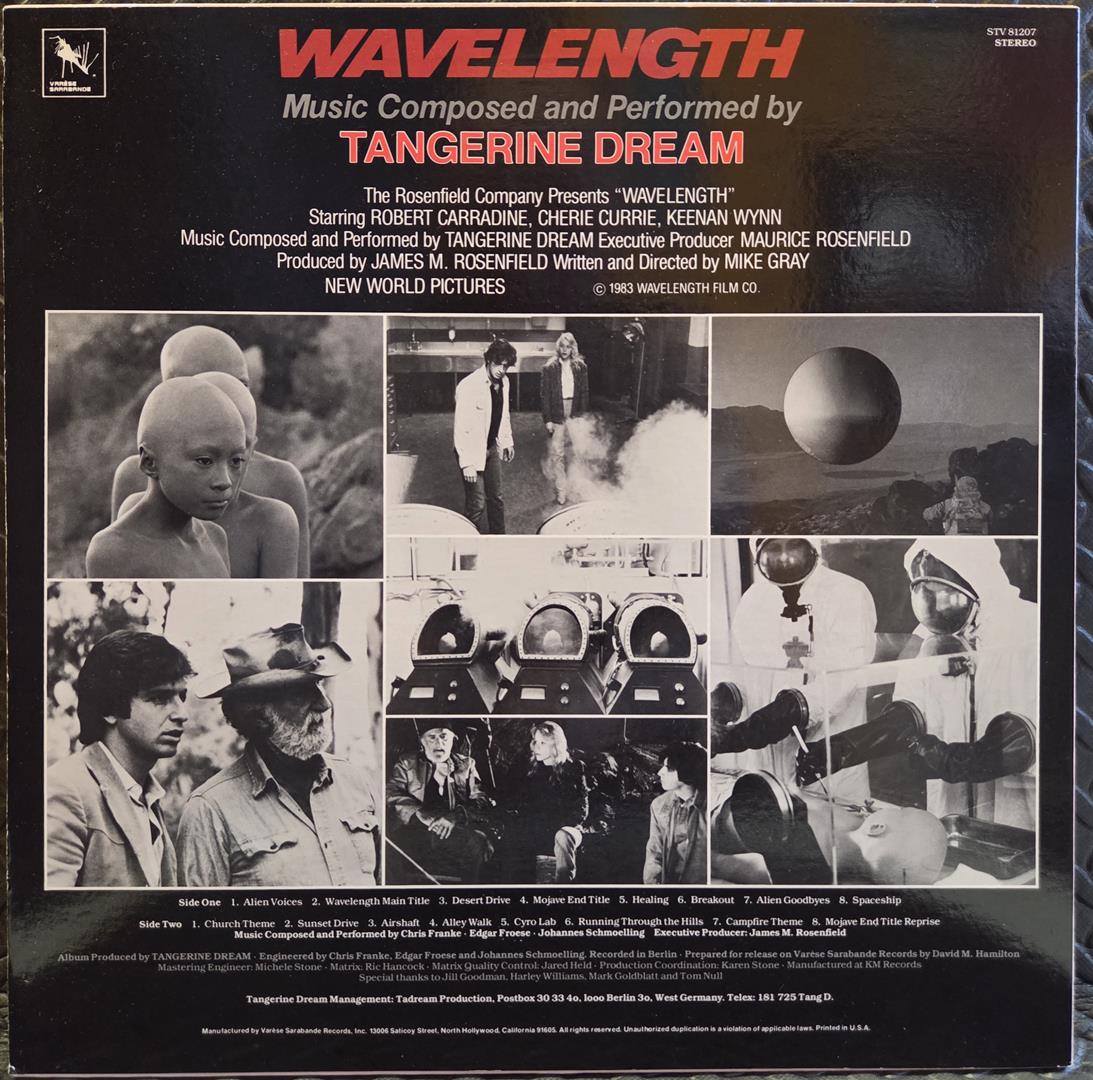 VARÈSE
SARABANDE
STV 81207
STEREO
WAVELENGTH
Music Composed and Performed by
TANGERINE DREAM
The Rosenfield Company Presents “WAVELENGTH”
Starring ROBERT CARRADINE, CHERIE CURRIE, KEENAN WYNN
Music Composed and Performed by TANGERINE DREAM Executive Producer MAURICE ROSENFIELD
Produced by JAMES M. ROSENFIELD Written and Directed by MIKE GRAY
NEW WORLD PICTURES © 1983 WAVELENGTH FILM CO.
Side One 1. Alien Voices 2. Wavelength Main Title 3. Desert Drive 4. Mojave End Title 5. Healing 6. Breakout 7. Alien Goodbyes 8. Spaceship
Side Two 1. Church Theme 2. Sunset Drive 3. Airshaft 4. Alley Walk 5. Cyro Lab 6. Running Through the Hills 7. Campfire Theme 8. Mojave End Title Reprise
Music Composed and Performed by Chris Franke · Edgar Froese · Johannes Schmoelling Executive Producer: James M. Rosenfield
Album Produced by TANGERINE DREAM · Engineered by Chris Franke, Edgar Froese and Johannes Schmoelling. Recorded in Berlin · Prepared for release on Varèse Sarabande Records by David M. Hamilton
Mastering Engineer: Michele Stone · Matrix: Ric Hancock · Matrix Quality Control: Jared Held · Production Coordination: Karen Stone · Manufactured at KM Records
Special thanks to Jill Goodman, Harley Williams, Mark Goldblatt and Tom Null
Tangerine Dream Management: Tadream Production, Postbox 30 33 4o, 1ooo Berlin 3o, West Germany. Telex: 181 725 Tang D.
Manufactured by Varèse Sarabande Records, Inc. 13006 Saticoy Street, North Hollywood, California 91605. All rights reserved. Unauthorized duplication is a violation of applicable laws. Printed in U.S.A.